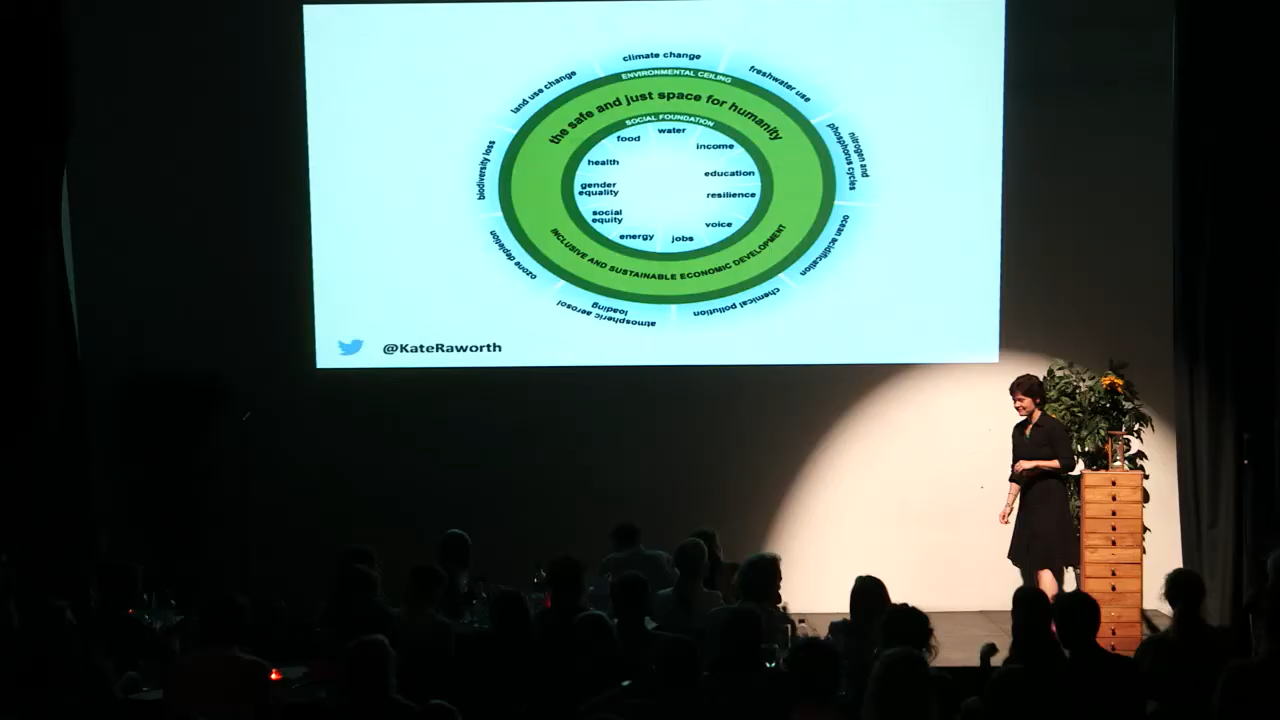 climate change
freshwater use
nitrogen and
phosphorus cycles
ocean acidification
chemical pollution
atmospheric aerosol
loading
ozone depletion
biodiversity loss
land use change
ENVIRONMENTAL CEILING
the safe and just space for humanity
SOCIAL FOUNDATION
water
income
education
resilience
voice
jobs
energy
social
equity
gender
equality
health
food
INCLUSIVE AND SUSTAINABLE ECONOMIC DEVELOPMENT
@KateRaworth